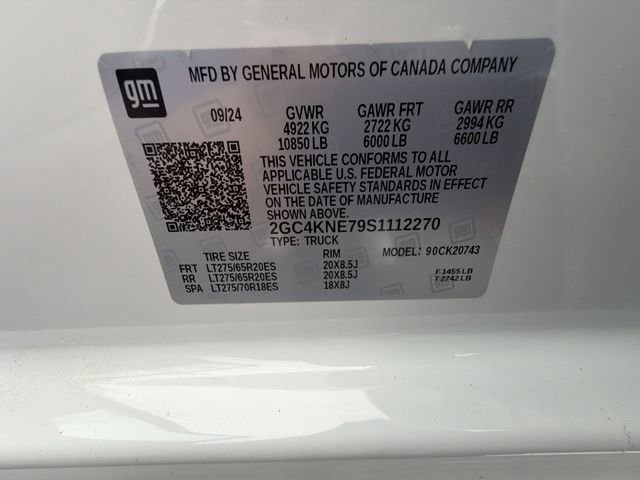 gm
MFD BY GENERAL MOTORS OF CANADA COMPANY
09/24 GVWR GAWR FRT GAWR RR
4922 KG 2722 KG 2994 KG
10850 LB 6000 LB 6600 LB
THIS VEHICLE CONFORMS TO ALL
APPLICABLE U.S. FEDERAL MOTOR
VEHICLE SAFETY STANDARDS IN EFFECT
ON THE DATE OF MANUFACTURE
SHOWN ABOVE.
2GC4KNE79S1112270
TYPE: TRUCK MODEL: 90CK20743
TIRE SIZE RIM
FRT LT275/65R20ES 20X8.5J F 1455 LB
RR LT275/65R20ES 20X8.5J T 2742 LB
SPA LT275/70R18ES 18X8J